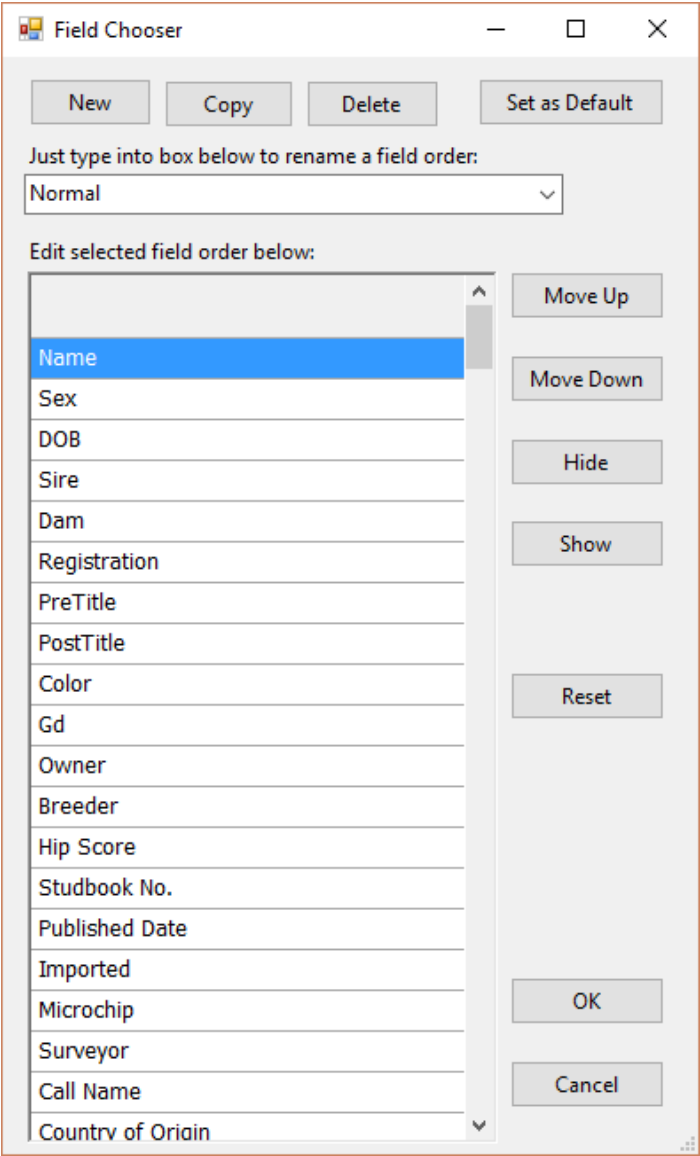 Field Chooser
New Copy Delete Set as Default
Just type into box below to rename a field order:
Normal
Edit selected field order below:
Move Up
Name
Move Down
Sex
DOB
Hide
Sire
Dam
Show
Registration
PreTitle
PostTitle
Color
Reset
Gd
Owner
Breeder
Hip Score
Studbook No.
Published Date
Imported
OK
Microchip
Surveyor
Call Name
Cancel
Country of Origin